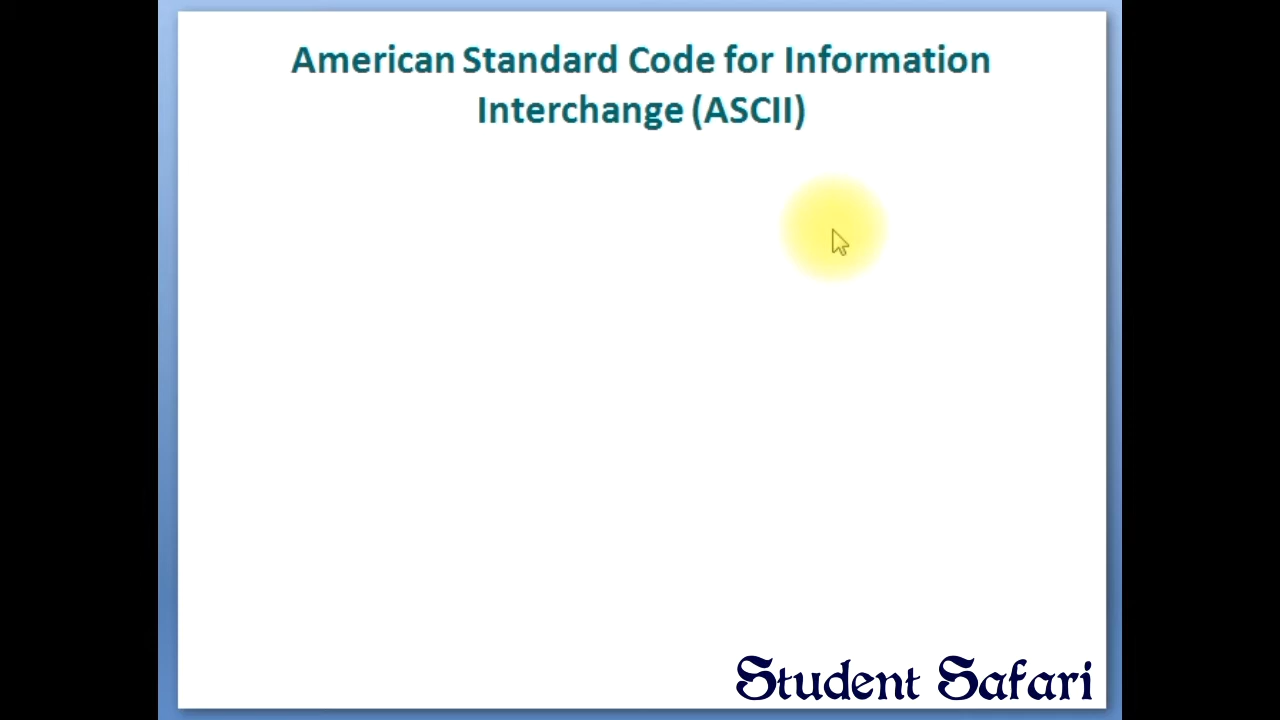 American Standard Code for Information
Interchange (ASCII)
Student Safari